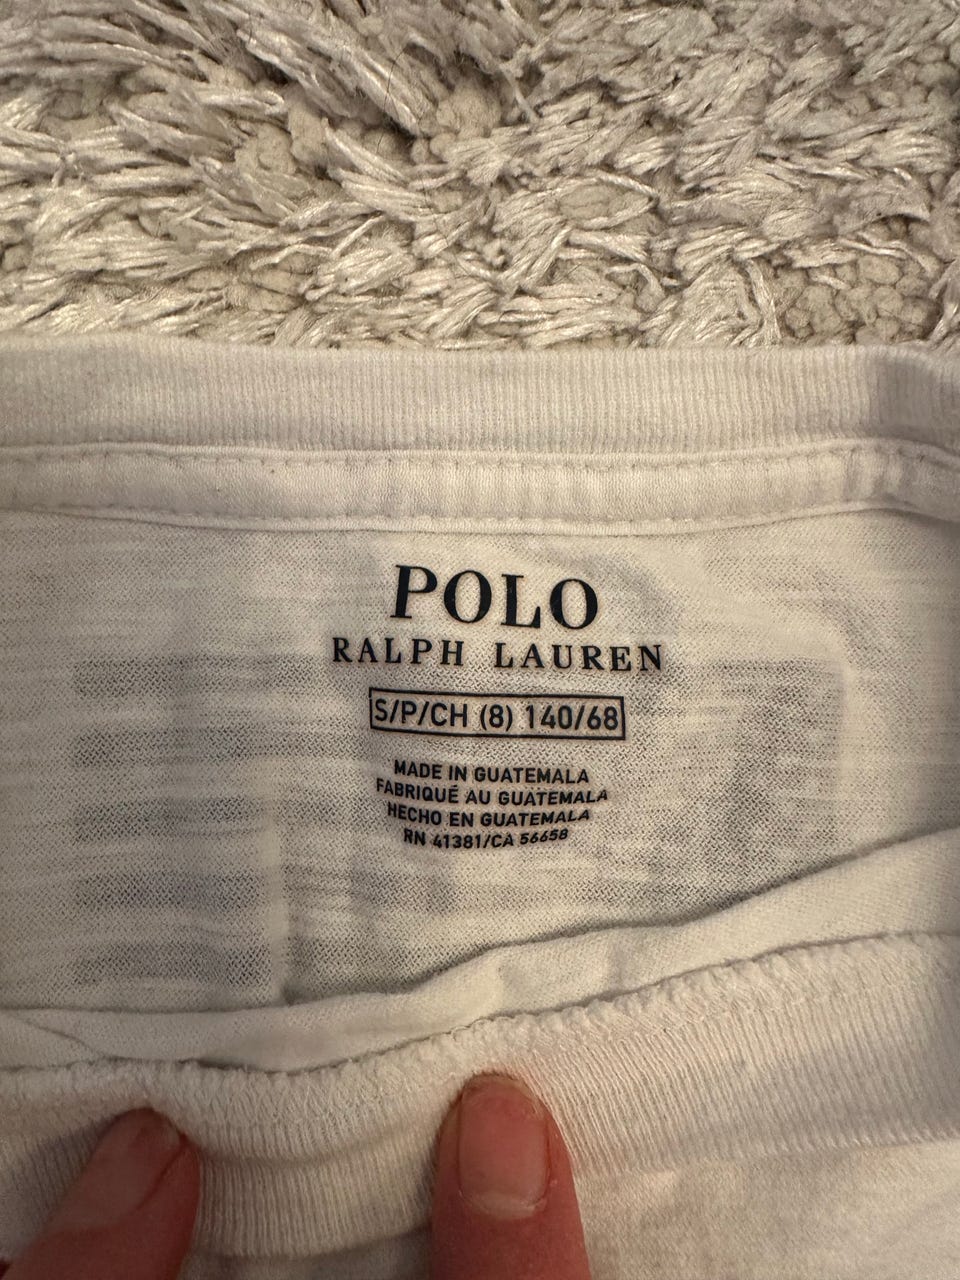 POLO
RALPH LAUREN
S/P/CH (8) 140/68
MADE IN GUATEMALA
FABRIQUÉ AU GUATEMALA
HECHO EN GUATEMALA
RN 41381/CA 56658